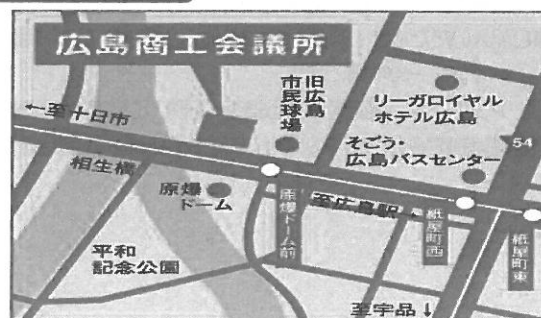 広島商工会議所
旧広島
市民球場
リーガロイヤル
ホテル広島
←至十日市
そごう・
広島バスセンター
54
相生橋
原爆
ドーム
原爆ドーム前
至広島駅→
紙屋町西
紙屋町東
平和
記念公園
至宇品↓